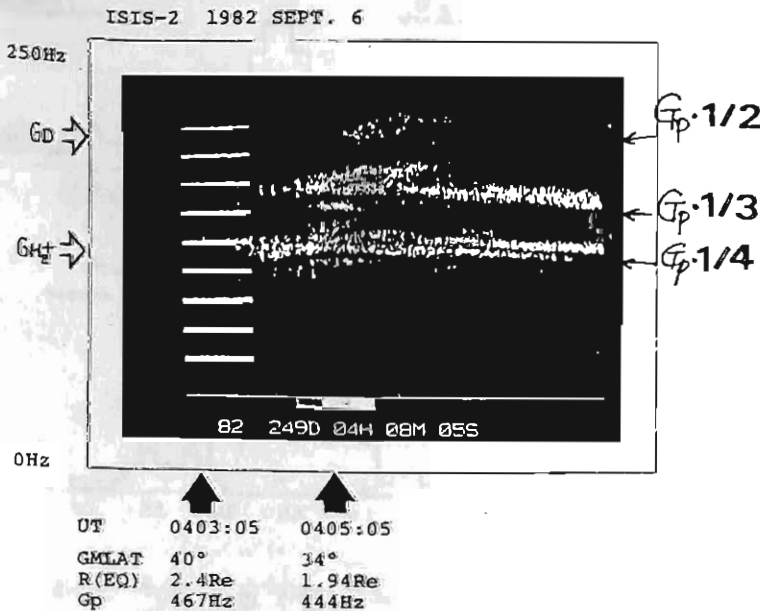 ISIS-2 1982 SEPT. 6
250Hz
GD
Gp·1/2
Gp·1/3
GH2+
Gp·1/4
82 249D 04H 08M 05S
0Hz
UT 0403:05 0405:05
GMLAT 40° 34°
R(EQ) 2.4Re 1.94Re
Gp 467Hz 444Hz